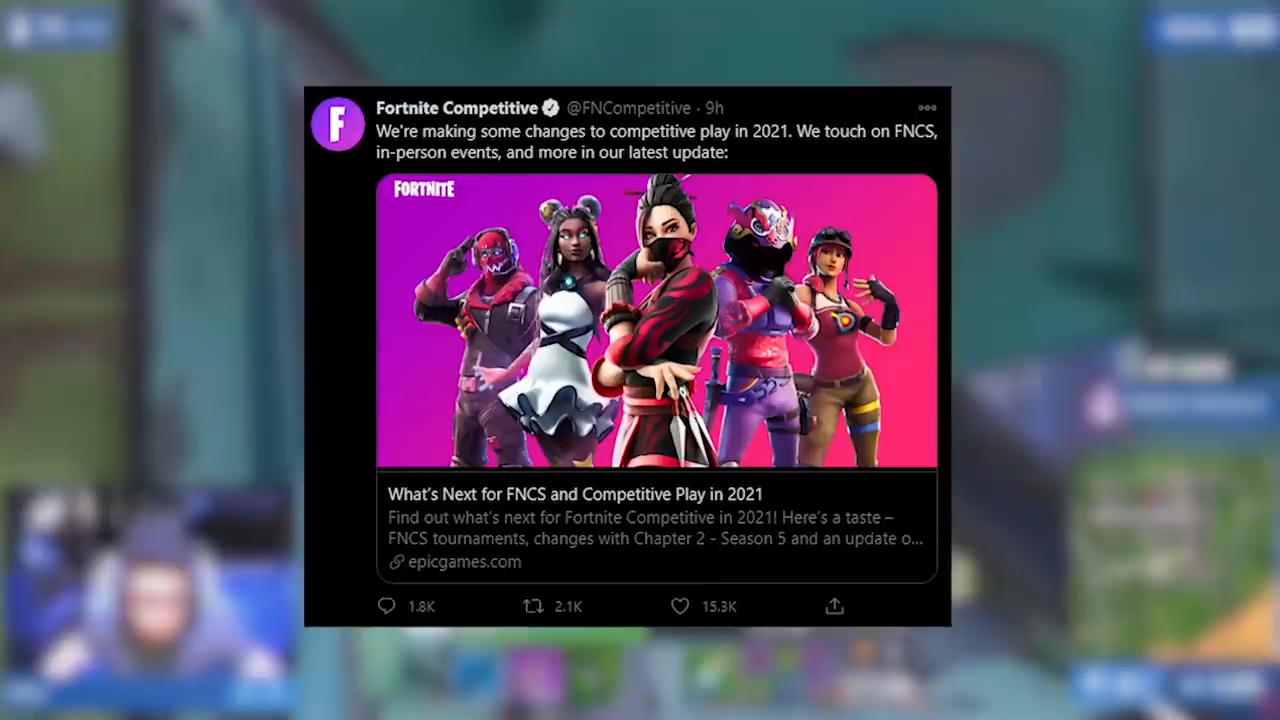 Fortnite Competitive @FNCompetitive · 9h
We're making some changes to competitive play in 2021. We touch on FNCS,
in-person events, and more in our latest update:
FORTNITE
What's Next for FNCS and Competitive Play in 2021
Find out what's next for Fortnite Competitive in 2021! Here's a taste –
FNCS tournaments, changes with Chapter 2 - Season 5 and an update o...
epicgames.com
1.8K 2.1K 15.3K